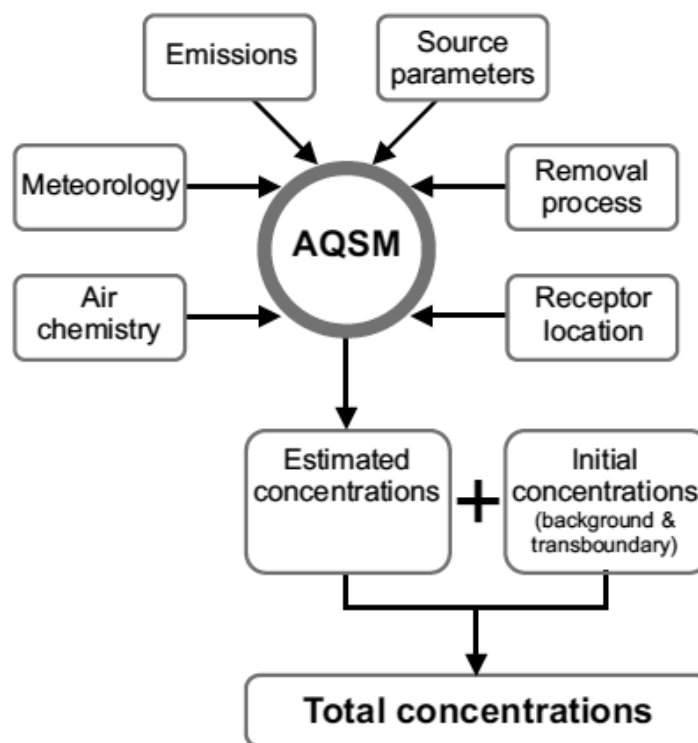 Emissions
Source
parameters
Meteorology
Removal
process
AQSM
Air
chemistry
Receptor
location
Estimated
concentrations
+
Initial
concentrations
(background &
transboundary)
Total concentrations